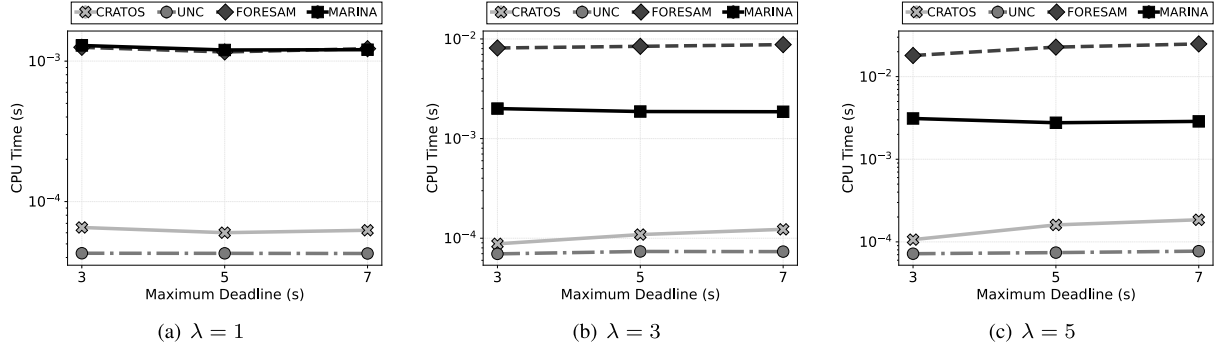 CRATOS UNC FORESAM MARINA
CPU Time (s)
10⁻³
10⁻⁴
3 5 7
Maximum Deadline (s)
(a) λ = 1
CRATOS UNC FORESAM MARINA
CPU Time (s)
10⁻²
10⁻³
10⁻⁴
3 5 7
Maximum Deadline (s)
(b) λ = 3
CRATOS UNC FORESAM MARINA
CPU Time (s)
10⁻²
10⁻³
10⁻⁴
3 5 7
Maximum Deadline (s)
(c) λ = 5